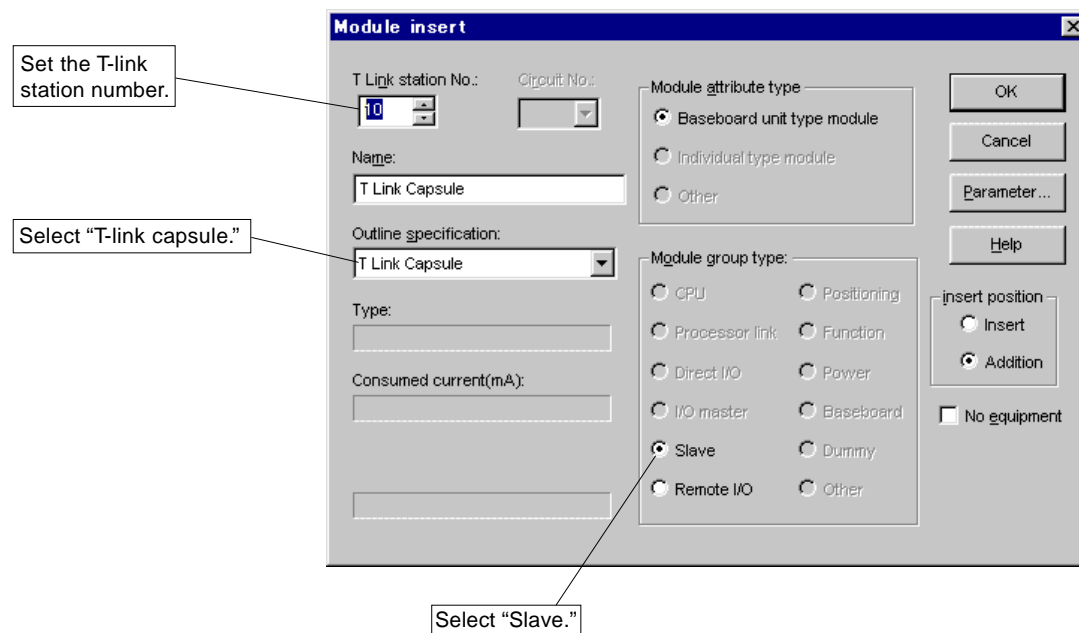 Module insert
Set the T-link
station number.
T Link station No.:
Circuit No.:
10
Name:
T Link Capsule
Select “T-link capsule.”
Outline specification:
T Link Capsule
Type:
Consumed current(mA):
Module attribute type
Baseboard unit type module
Individual type module
Other
Module group type:
CPU
Positioning
Processor link
Function
Direct I/O
Power
I/O master
Baseboard
Slave
Dummy
Remote I/O
Other
OK
Cancel
Parameter...
Help
insert position
Insert
Addition
No equipment
Select “Slave.”